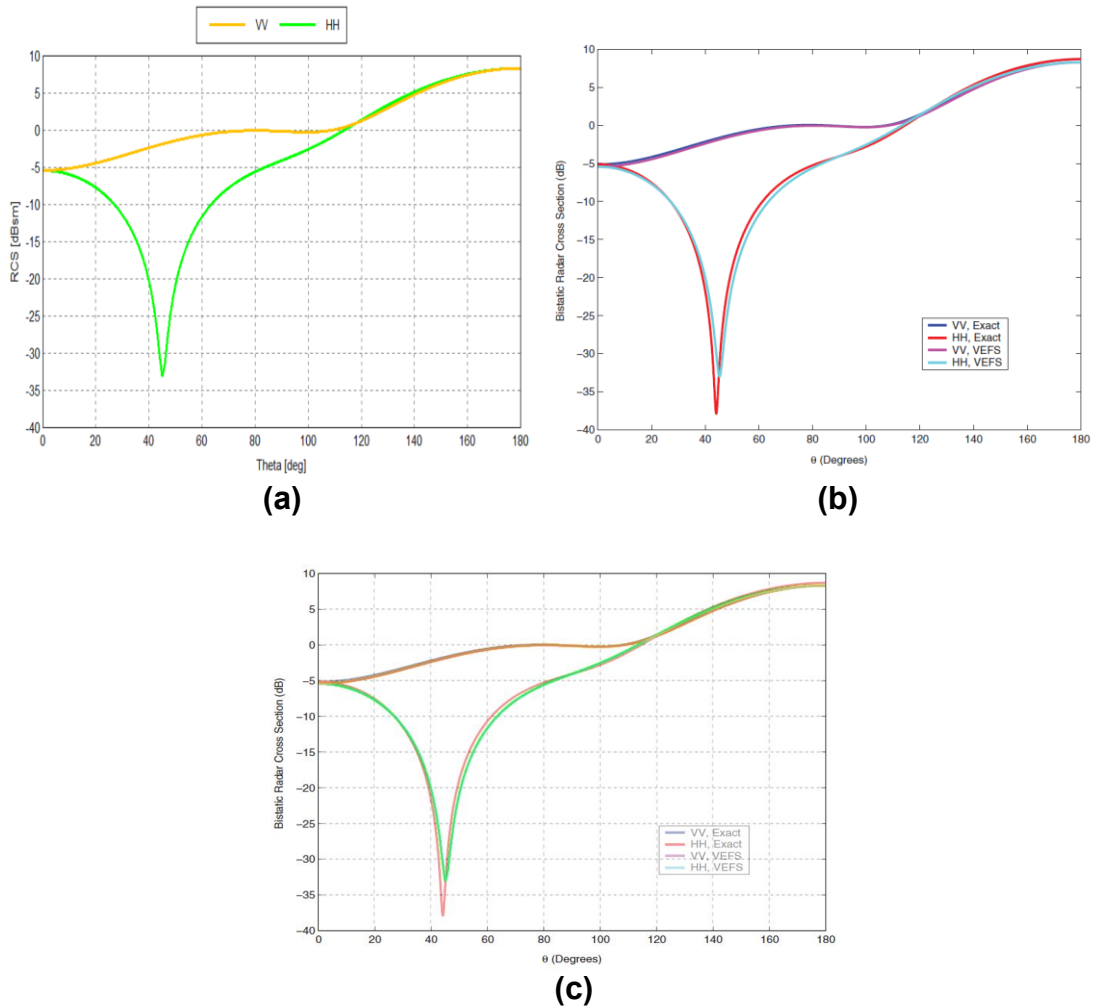 VV HH
10
5
0
-5
-10
-15
-20
-25
-30
-35
-40
RCS [dBsm]
0 20 40 60 80 100 120 140 160 180
Theta [deg]
(a)
10
5
0
−5
−10
−15
−20
−25
−30
−35
−40
Bistatic Radar Cross Section (dB)
VV, Exact
HH, Exact
VV, VEFS
HH, VEFS
0 20 40 60 80 100 120 140 160 180
θ (Degrees)
(b)
10
5
0
−5
−10
−15
−20
−25
−30
−35
−40
Bistatic Radar Cross Section (dB)
VV, Exact
HH, Exact
VV, VEFS
HH, VEFS
0 20 40 60 80 100 120 140 160 180
θ (Degrees)
(c)